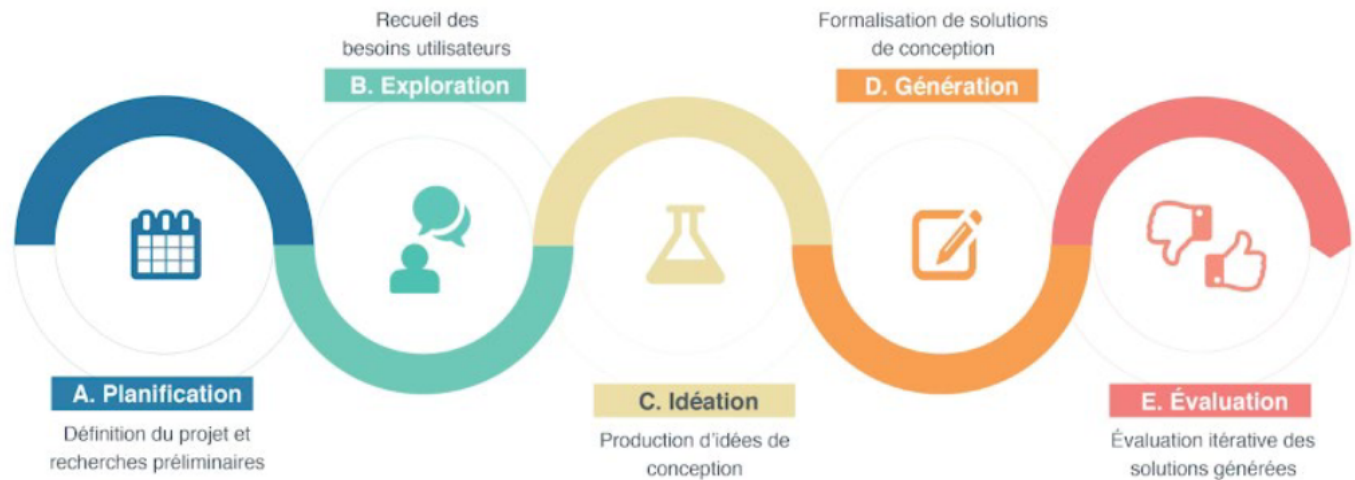 A. Planification
Définition du projet et
recherches préliminaires
Recueil des
besoins utilisateurs
B. Exploration
C. Idéation
Production d'idées de
conception
Formalisation de solutions
de conception
D. Génération
E. Évaluation
Évaluation itérative des
solutions générées